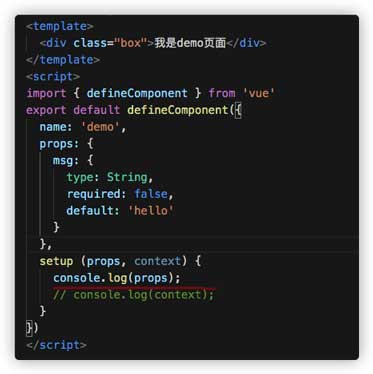 <template>
  <div class="box">我是demo页面</div>
</template>
<script>
import { defineComponent } from 'vue'
export default defineComponent({
  name: 'demo',
  props: {
    msg: {
      type: String,
      required: false,
      default: 'hello'
    }
  },
  setup (props, context) {
    console.log(props);
    // console.log(context);
  }
})
</script>